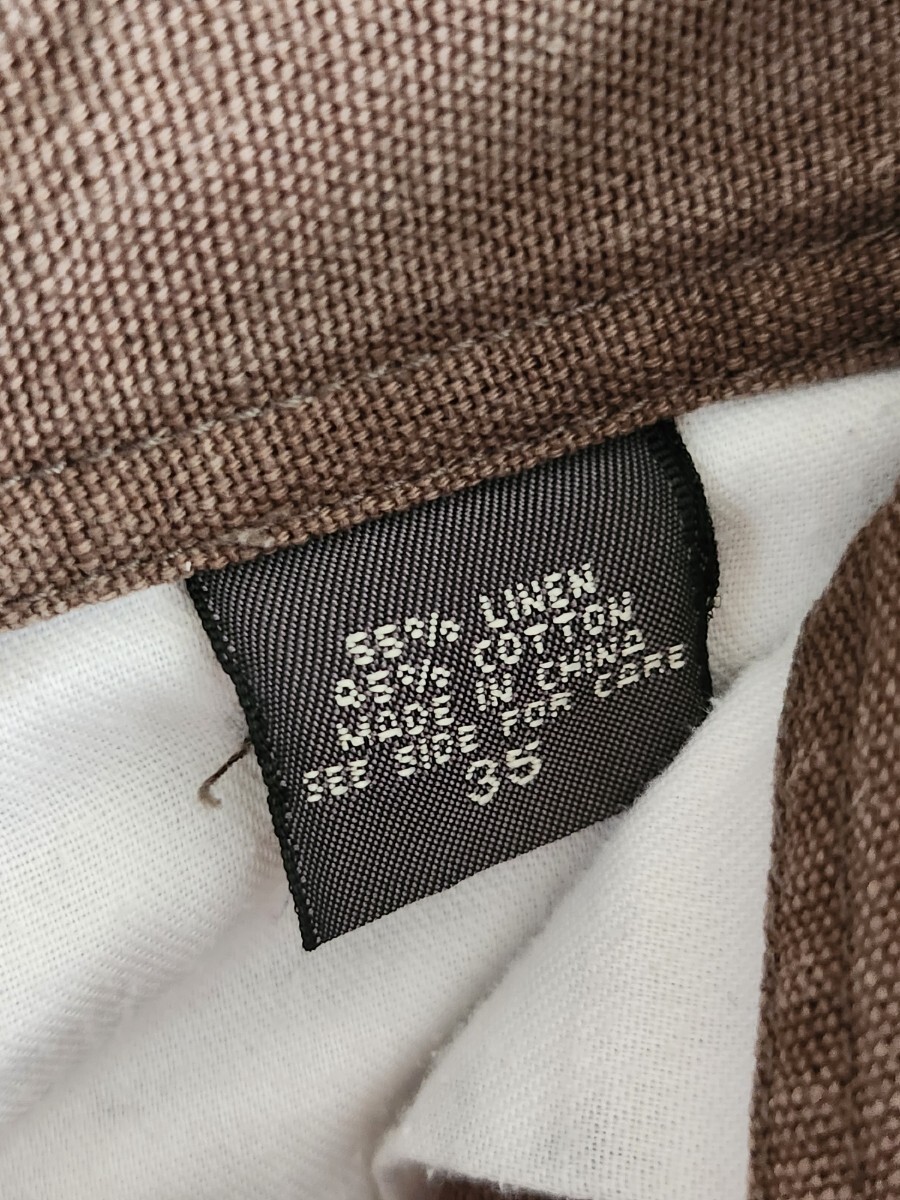 55% LINEN
45% COTTON
MADE IN CHINA
SEE SIDE FOR CARE
35